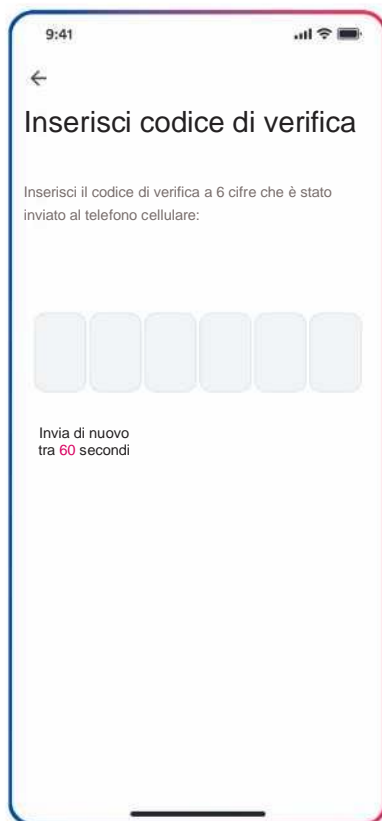 9:41
Inserisci codice di verifica
Inserisci il codice di verifica a 6 cifre che è stato
inviato al telefono cellulare:
Invia di nuovo
tra 60 secondi